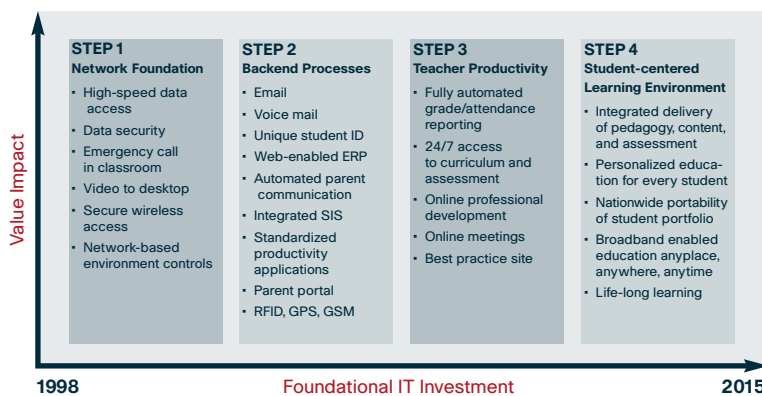 Value Impact
STEP 1
Network Foundation
▪ High-speed data
access
▪ Data security
▪ Emergency call
in classroom
▪ Video to desktop
▪ Secure wireless
access
▪ Network-based
environment controls
STEP 2
Backend Processes
▪ Email
▪ Voice mail
▪ Unique student ID
▪ Web-enabled ERP
▪ Automated parent
communication
▪ Integrated SIS
▪ Standardized
productivity
applications
▪ Parent portal
▪ RFID, GPS, GSM
STEP 3
Teacher Productivity
▪ Fully automated
grade/attendance
reporting
▪ 24/7 access
to curriculum and
assessment
▪ Online professional
development
▪ Online meetings
▪ Best practice site
STEP 4
Student-centered
Learning Environment
▪ Integrated delivery
of pedagogy, content,
and assessment
▪ Personalized educa-
tion for every student
▪ Nationwide portability
of student portfolio
▪ Broadband enabled
education anyplace,
anywhere, anytime
▪ Life-long learning
1998
Foundational IT Investment
2015